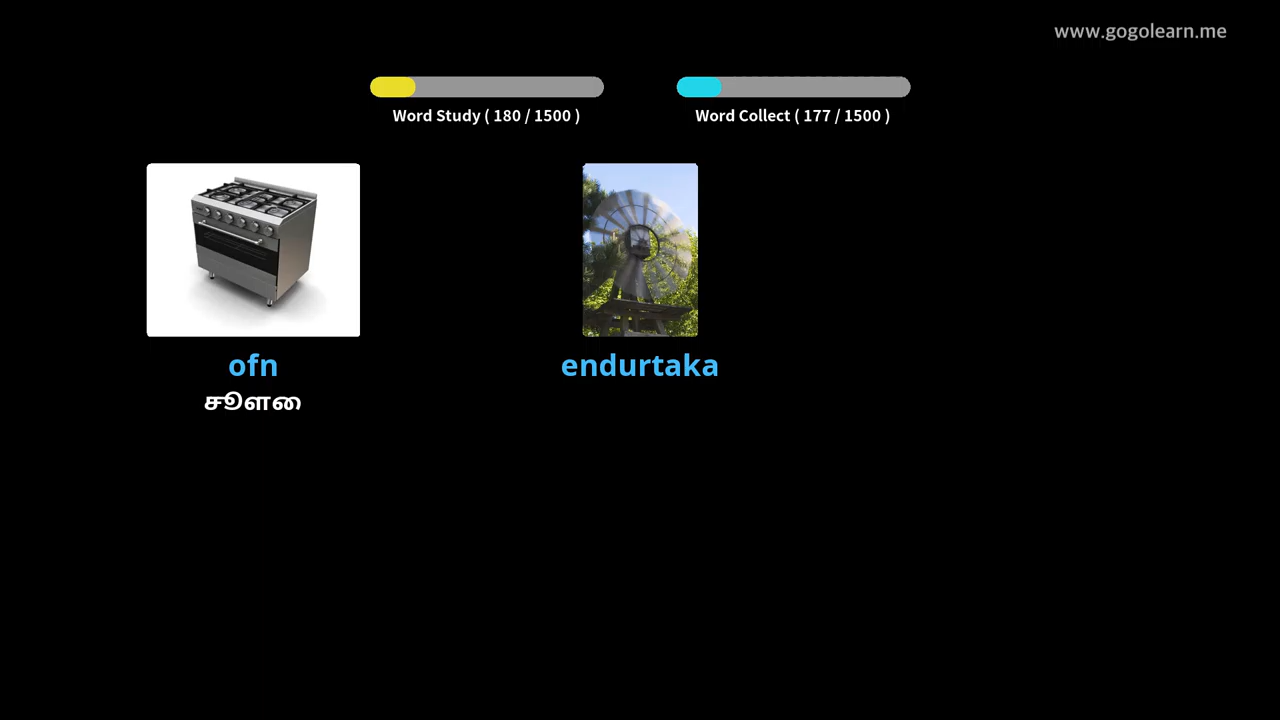 www.gogolearn.me
Word Study ( 180 / 1500 )
Word Collect ( 177 / 1500 )
ofn
சூளை
endurtaka